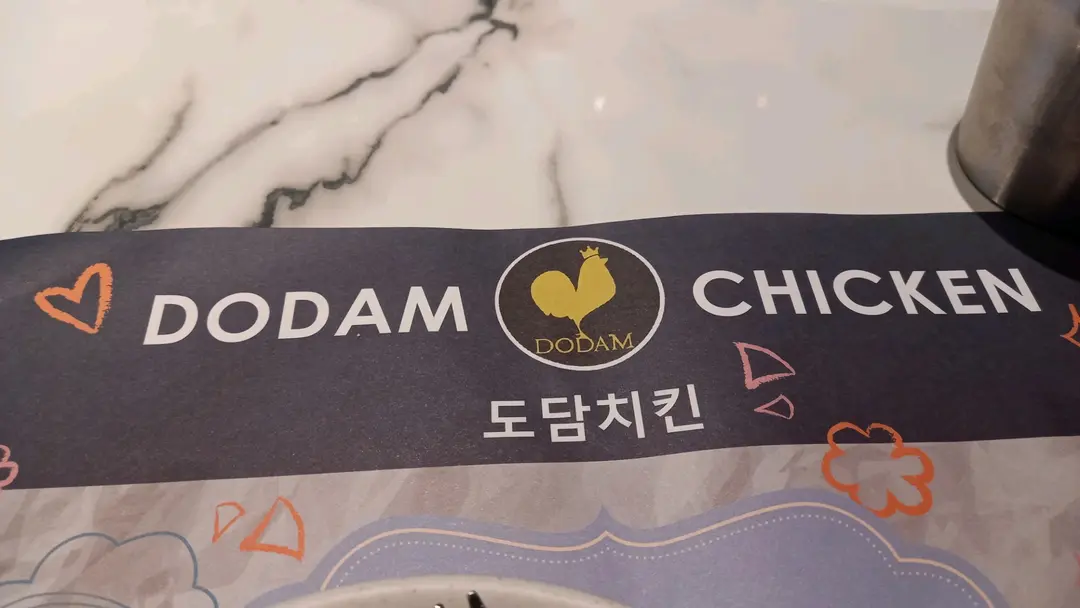 DODAM CHICKEN
DODAM
도담치킨